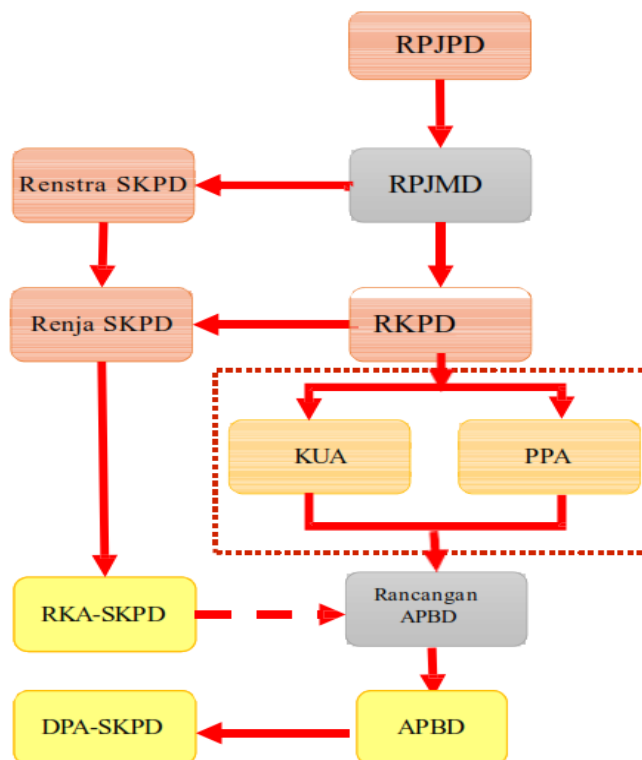 RPJPD
Renstra SKPD
RPJMD
Renja SKPD
RKPD
KUA
PPA
RKA-SKPD
Rancangan
APBD
DPA-SKPD
APBD